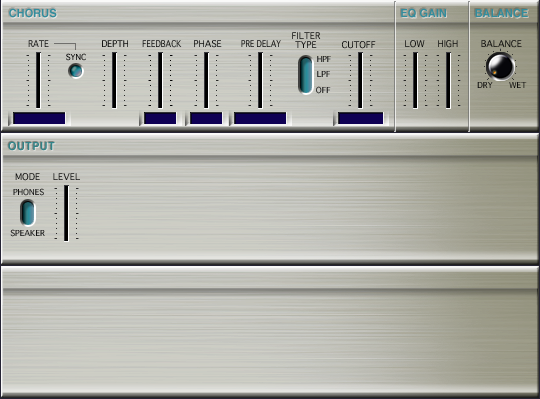 CHORUS
EQ GAIN
BALANCE
RATE
SYNC
DEPTH
FEEDBACK
PHASE
PRE DELAY
FILTER
TYPE
HPF
LPF
OFF
CUTOFF
LOW
HIGH
BALANCE
DRY
WET
OUTPUT
MODE
LEVEL
PHONES
SPEAKER